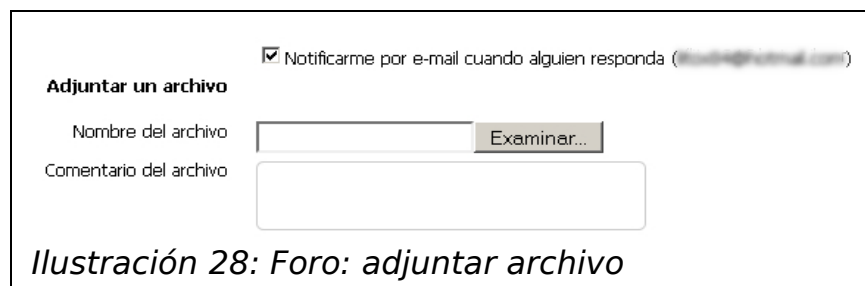 Notificarme por e-mail cuando alguien responda ()
Adjuntar un archivo
Nombre del archivo
Examinar...
Comentario del archivo
Ilustración 28: Foro: adjuntar archivo